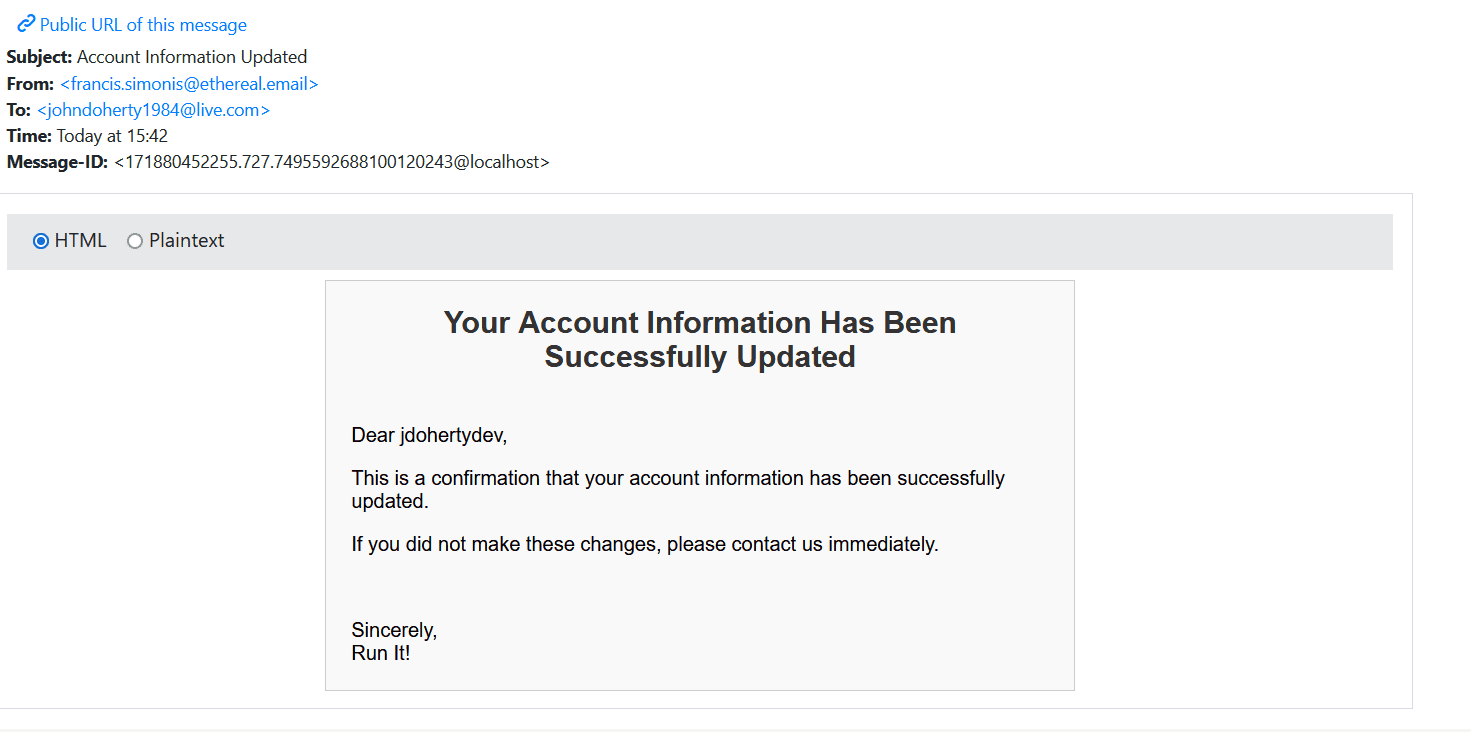 Public URL of this message
Subject: Account Information Updated
From: <francis.simonis@ethereal.email>
To: <johndoherty1984@live.com>
Time: Today at 15:42
Message-ID: <171880452255.727.7495592688100120243@localhost>
HTML Plaintext
Your Account Information Has Been
Successfully Updated
Dear jdohertydev,
This is a confirmation that your account information has been successfully
updated.
If you did not make these changes, please contact us immediately.
Sincerely,
Run It!